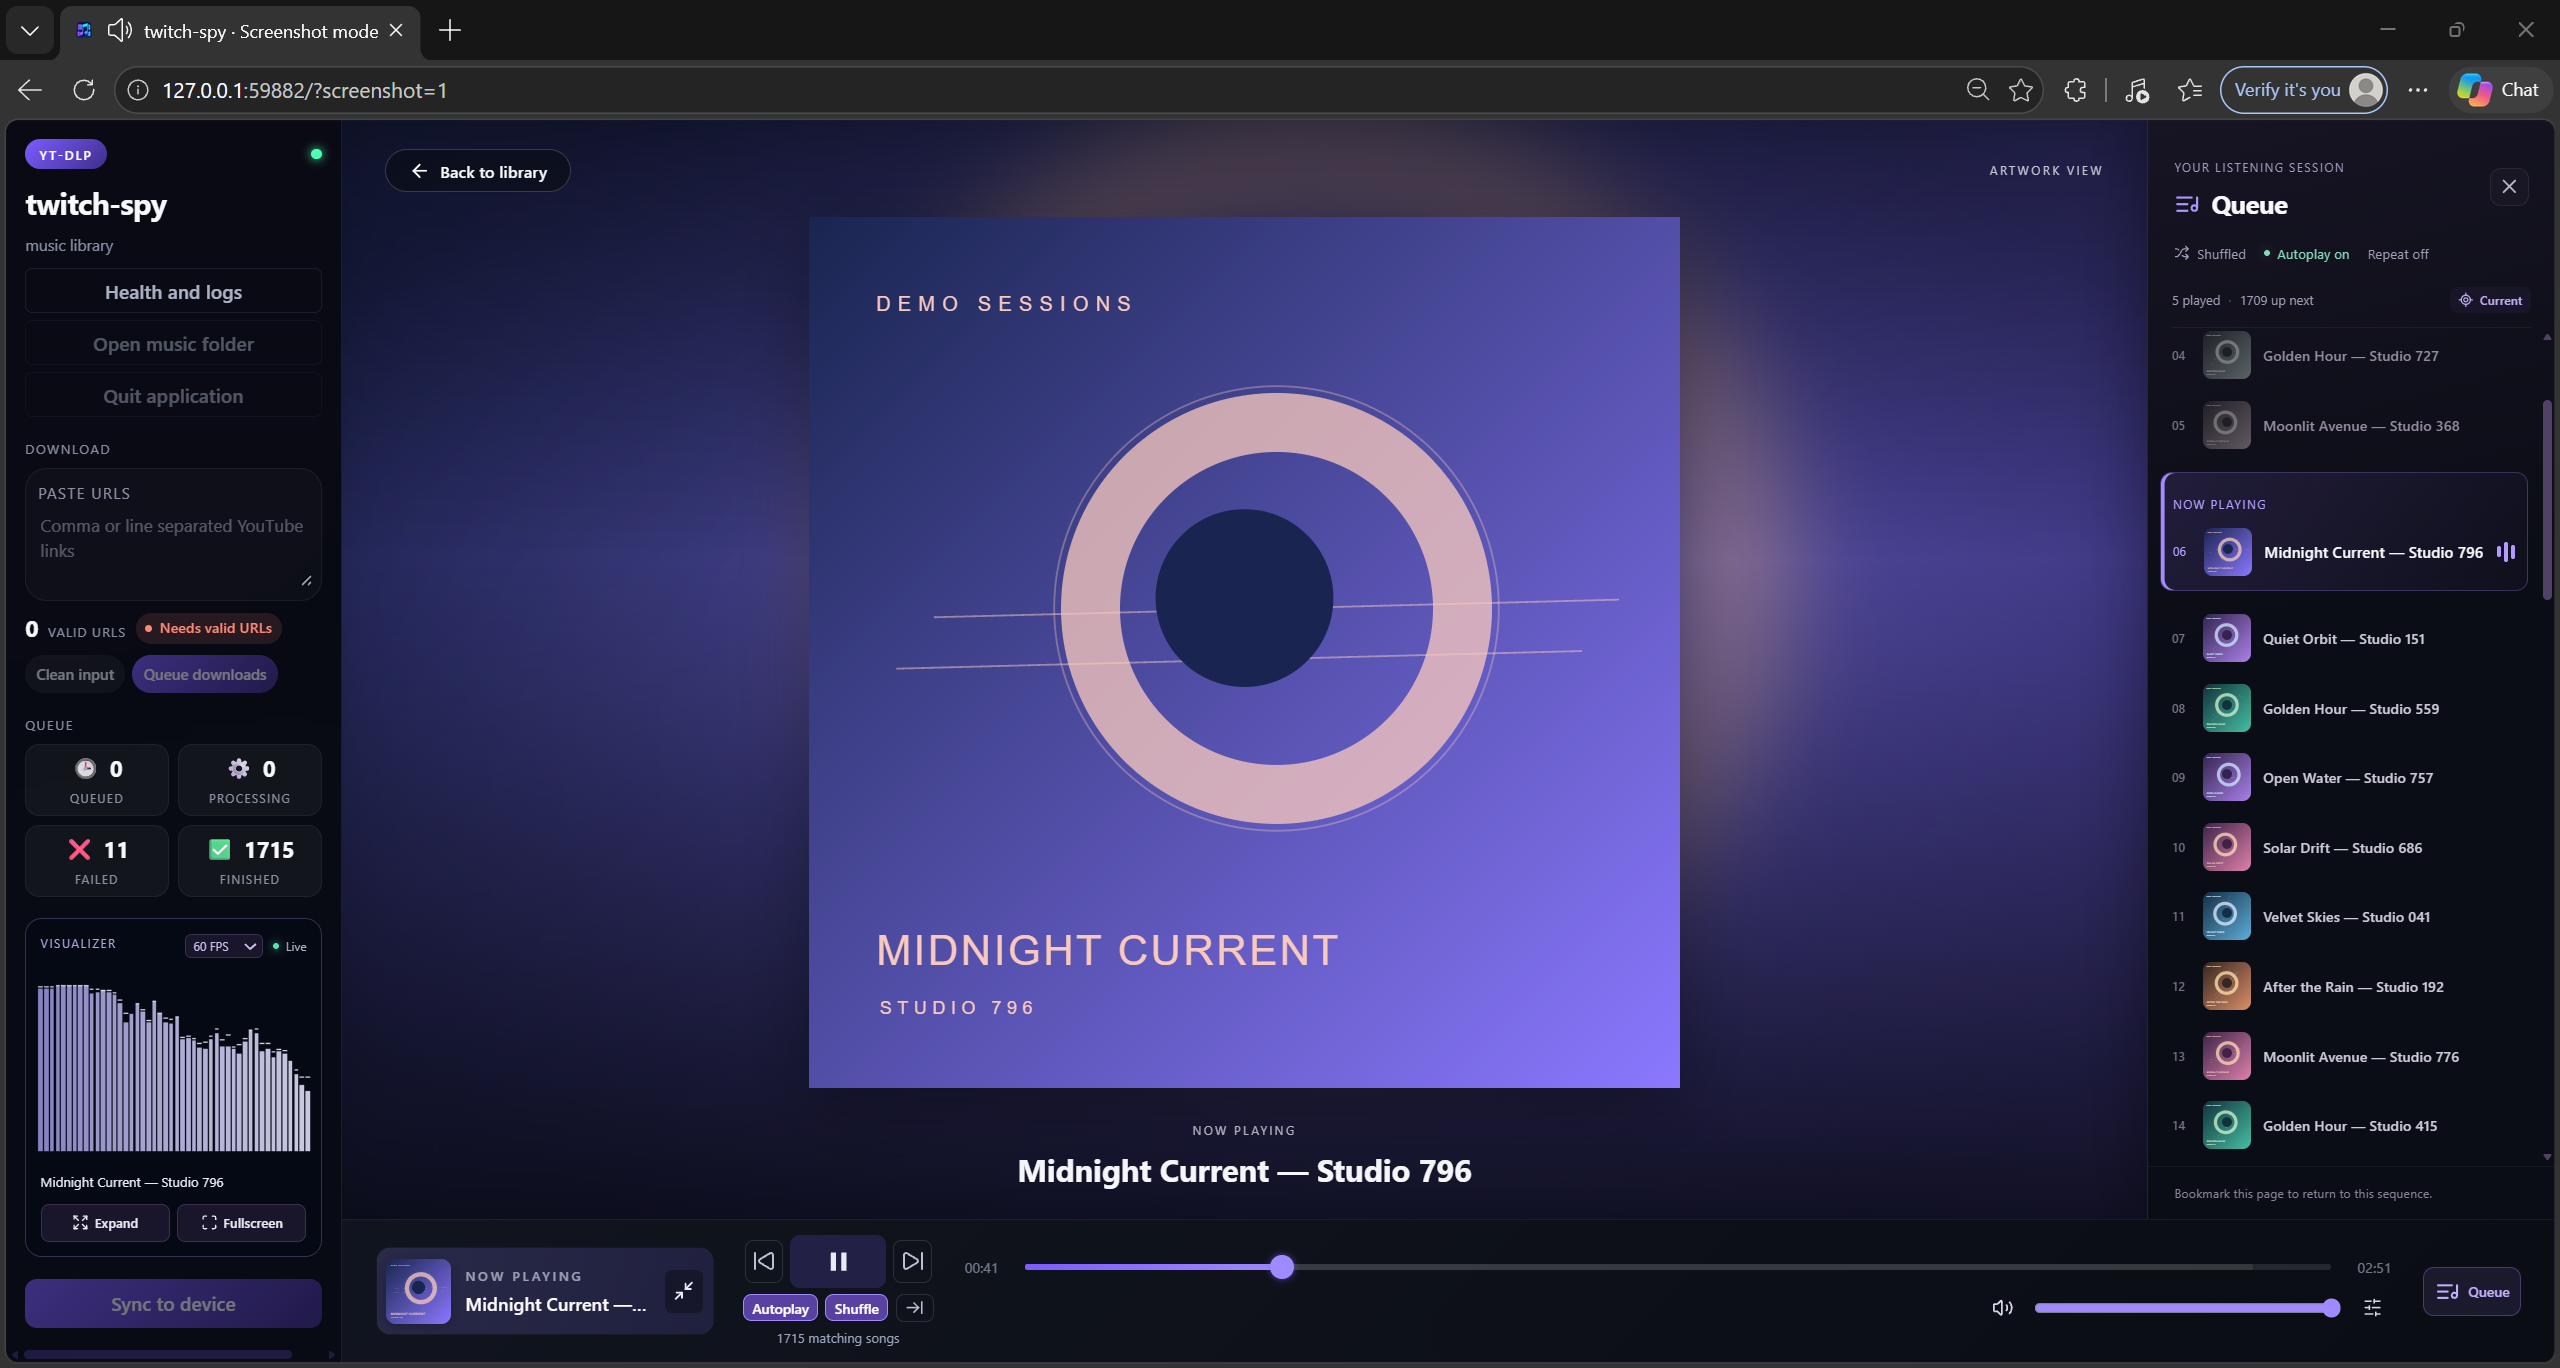 twitch-spy · Screenshot mode
127.0.0.1:59882/?screenshot=1
Verify it's you
Chat
YT-DLP
twitch-spy
music library
Health and logs
Open music folder
Quit application
DOWNLOAD
PASTE URLS
Comma or line separated YouTube
links
0 VALID URLS
Needs valid URLs
Clean input
Queue downloads
QUEUE
0
QUEUED
0
PROCESSING
11
FAILED
1715
FINISHED
VISUALIZER
60 FPS
Live
Midnight Current — Studio 796
Expand
Fullscreen
Sync to device
Back to library
ARTWORK VIEW
DEMO SESSIONS
MIDNIGHT CURRENT
STUDIO 796
NOW PLAYING
Midnight Current — Studio 796
YOUR LISTENING SESSION
Queue
Shuffled
Autoplay on
Repeat off
5 played · 1709 up next
Current
04 Golden Hour — Studio 727
05 Moonlit Avenue — Studio 368
NOW PLAYING
06 Midnight Current — Studio 796
07 Quiet Orbit — Studio 151
08 Golden Hour — Studio 559
09 Open Water — Studio 757
10 Solar Drift — Studio 686
11 Velvet Skies — Studio 041
12 After the Rain — Studio 192
13 Moonlit Avenue — Studio 776
14 Golden Hour — Studio 415
Bookmark this page to return to this sequence.
NOW PLAYING
Midnight Current —...
Autoplay
Shuffle
1715 matching songs
00:41
02:51
Queue